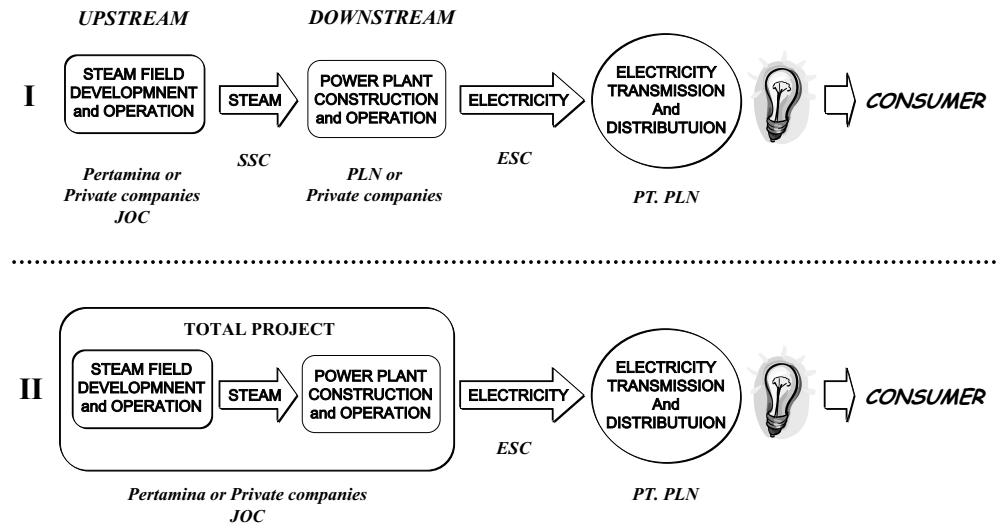 UPSTREAM
DOWNSTREAM
I
STEAM FIELD
DEVELOPMNENT
and OPERATION
STEAM
POWER PLANT
CONSTRUCTION
and OPERATION
ELECTRICITY
ELECTRICITY
TRANSMISSION
And
DISTRIBUTUION
CONSUMER
SSC
ESC
Pertamina or
Private companies
JOC
PLN or
Private companies
PT. PLN
II
TOTAL PROJECT
STEAM FIELD
DEVELOPMNENT
and OPERATION
STEAM
POWER PLANT
CONSTRUCTION
and OPERATION
ELECTRICITY
ELECTRICITY
TRANSMISSION
And
DISTRIBUTUION
CONSUMER
ESC
Pertamina or Private companies
JOC
PT. PLN